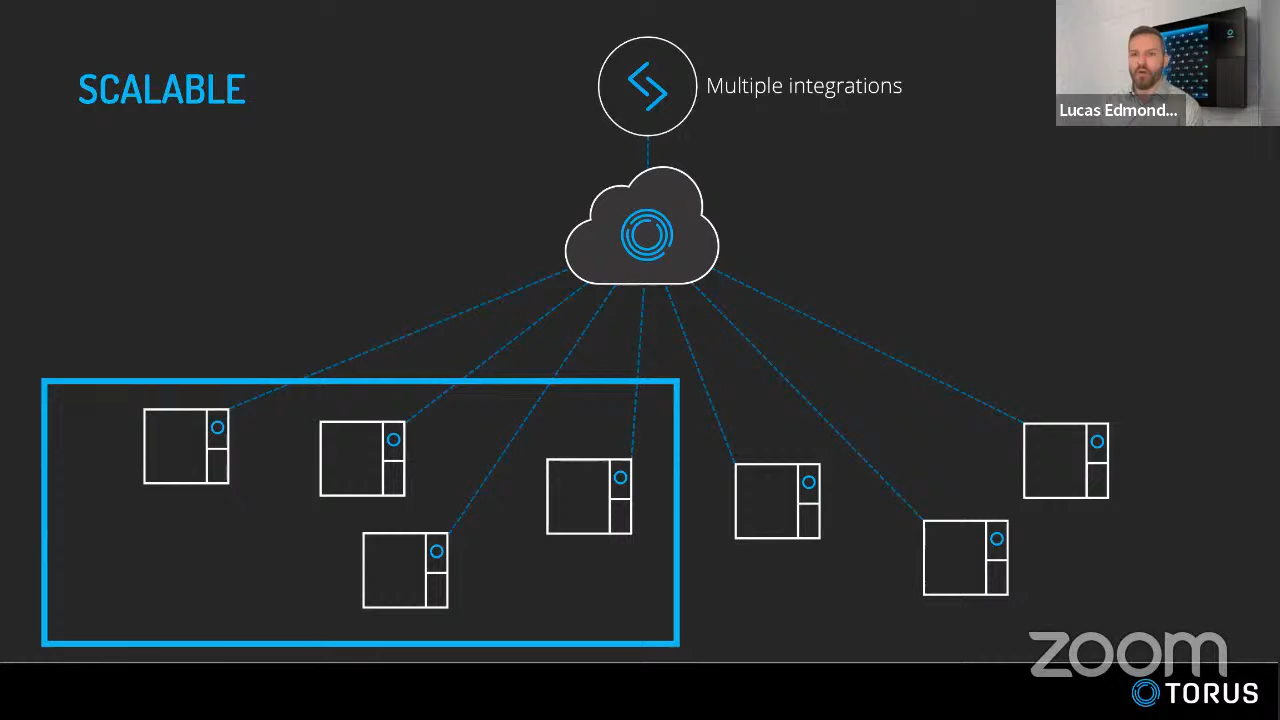 SCALABLE
Multiple integrations
Lucas Edmond...
zoom
TORUS